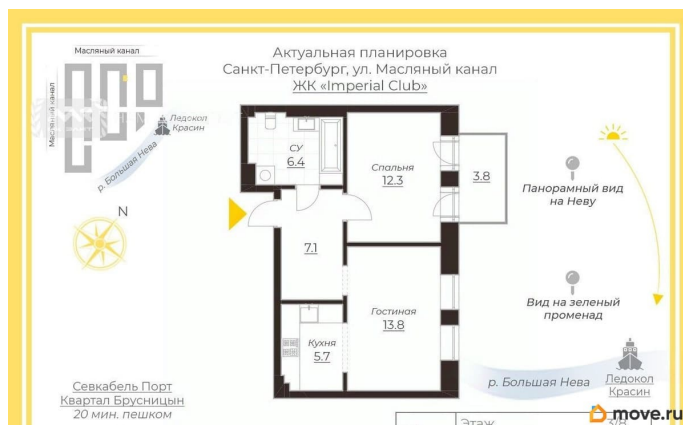 Масляный канал
Масляный канал
Ледокол
Красин
р. Большая Нева
N
Актуальная планировка
Санкт-Петербург, ул. Масляный канал
ЖК «Imperial Club»
СУ
6.4
Спальня
12.3
3.8
7.1
Гостиная
13.8
Кухня
5.7
Панорамный вид
на Неву
Вид на зеленый
променад
р. Большая Нева
Ледокол
Красин
Севкабель Порт
Квартал Брусницын
20 мин. пешком
Этаж
3/8
move.ru